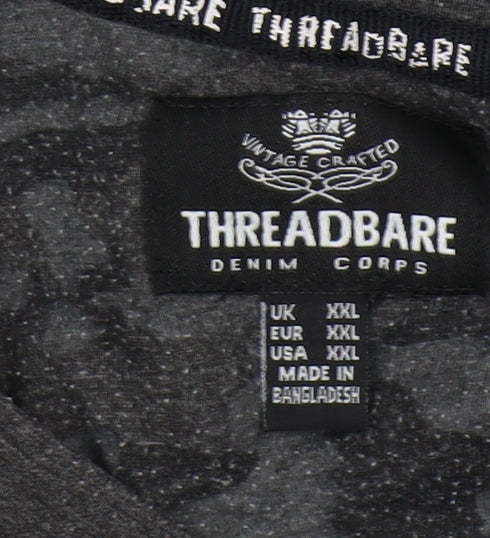 THREADBARE
VINTAGE CRAFTED
THREADBARE
DENIM CORPS
UK XXL
EUR XXL
USA XXL
MADE IN
BANGLADESH